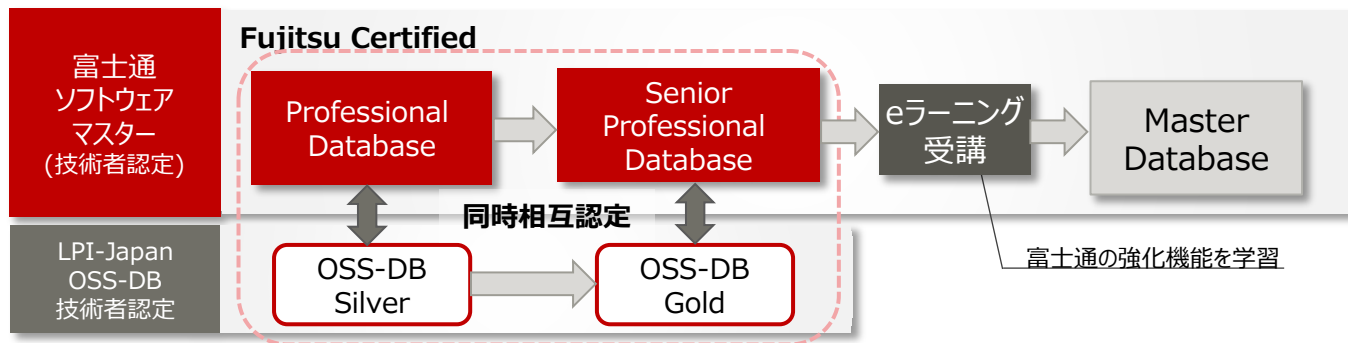 Fujitsu Certified
富士通
ソフトウェア
マスター
(技術者認定)
Professional
Database
Senior
Professional
Database
eラーニング
受講
Master
Database
同時相互認定
富士通の強化機能を学習
LPI-Japan
OSS-DB
技術者認定
OSS-DB
Silver
OSS-DB
Gold